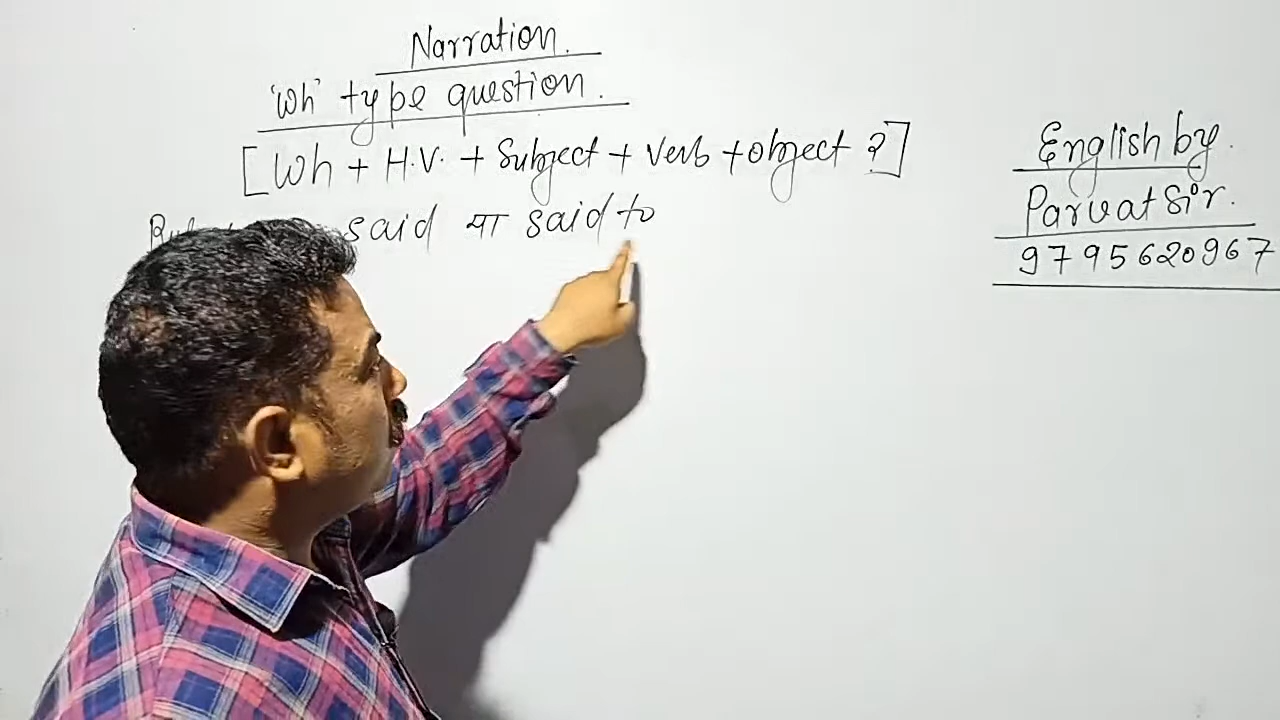 Narration.
'Wh' type question.
[Wh + H.V. + Subject + Verb + object ?]
said या said to
English by
Parvat Sir.
9795620967